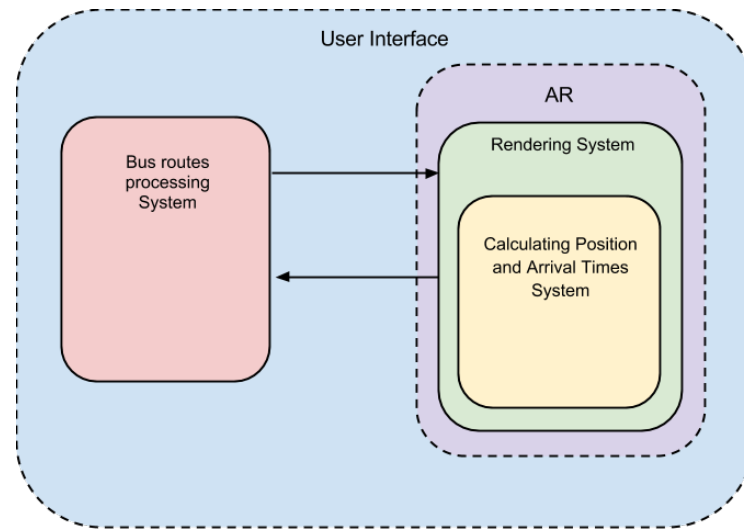 User Interface
AR
Bus routes
processing
System
Rendering System
Calculating Position
and Arrival Times
System